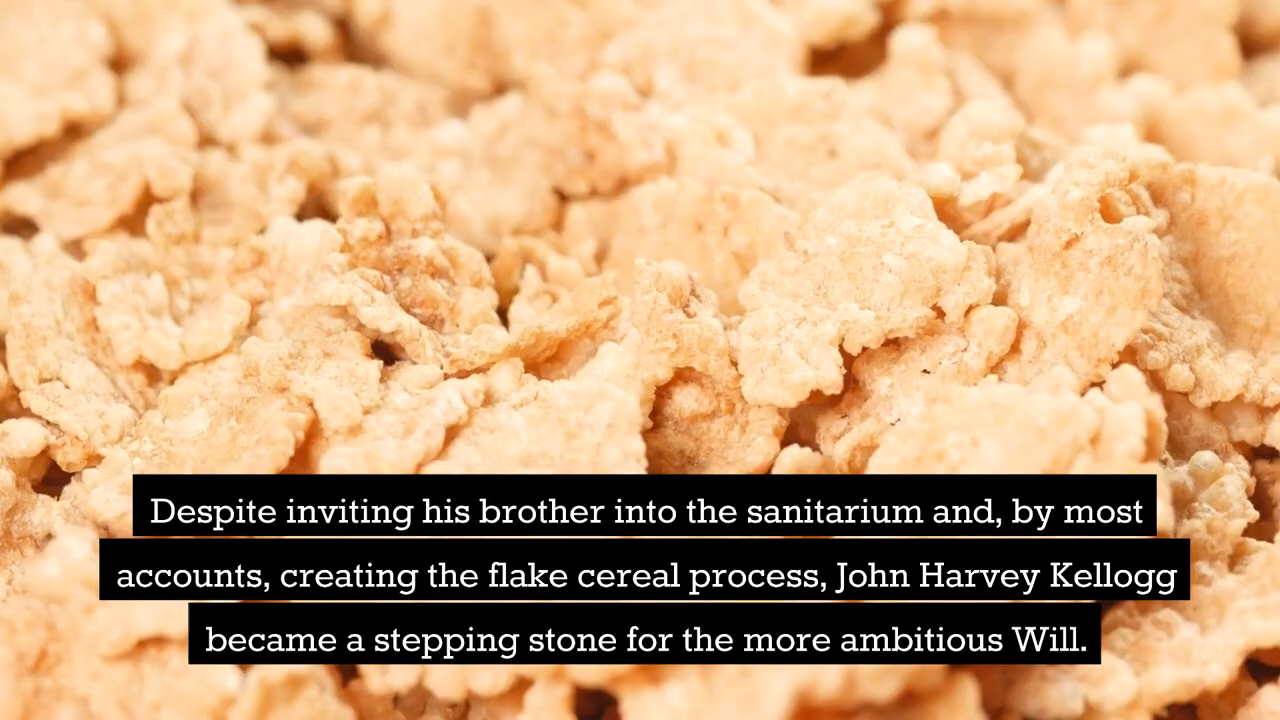 Despite inviting his brother into the sanitarium and, by most
accounts, creating the flake cereal process, John Harvey Kellogg
became a stepping stone for the more ambitious Will.